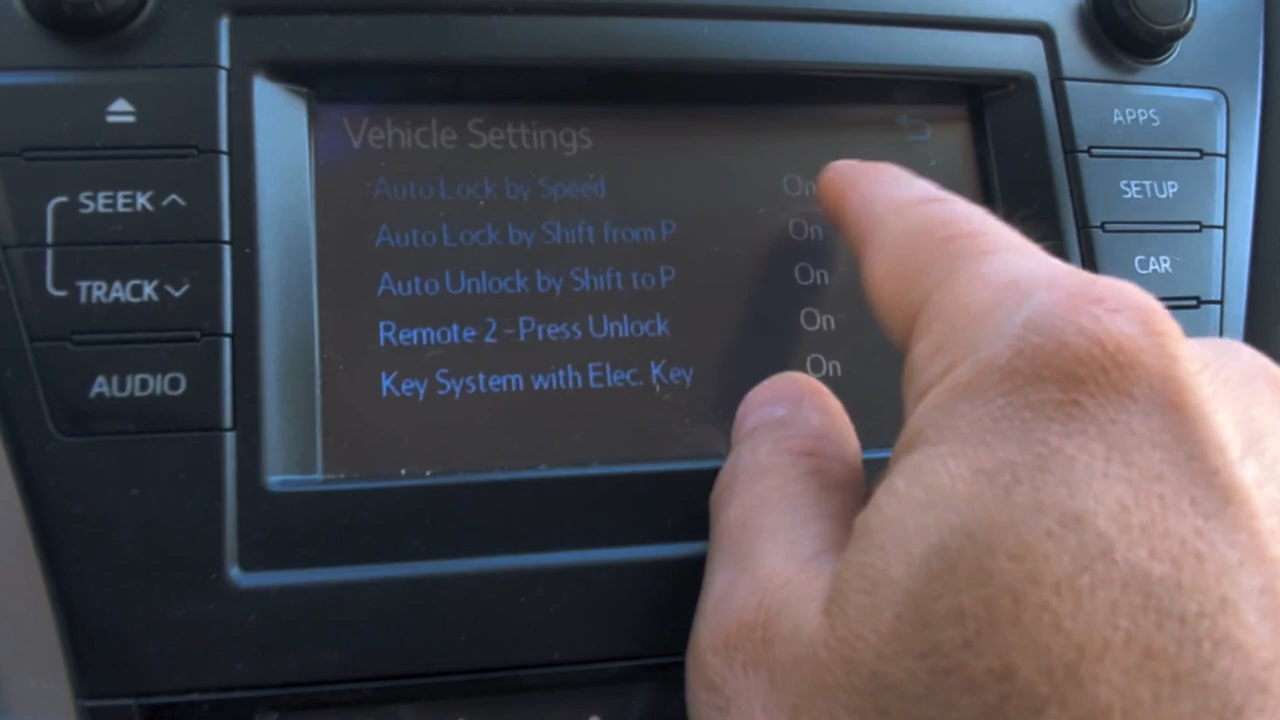 Vehicle Settings
Auto Lock by Speed On
Auto Lock by Shift from P On
Auto Unlock by Shift to P On
Remote 2-Press Unlock On
Key System with Elec. Key On
SEEK
TRACK
AUDIO
APPS
SETUP
CAR